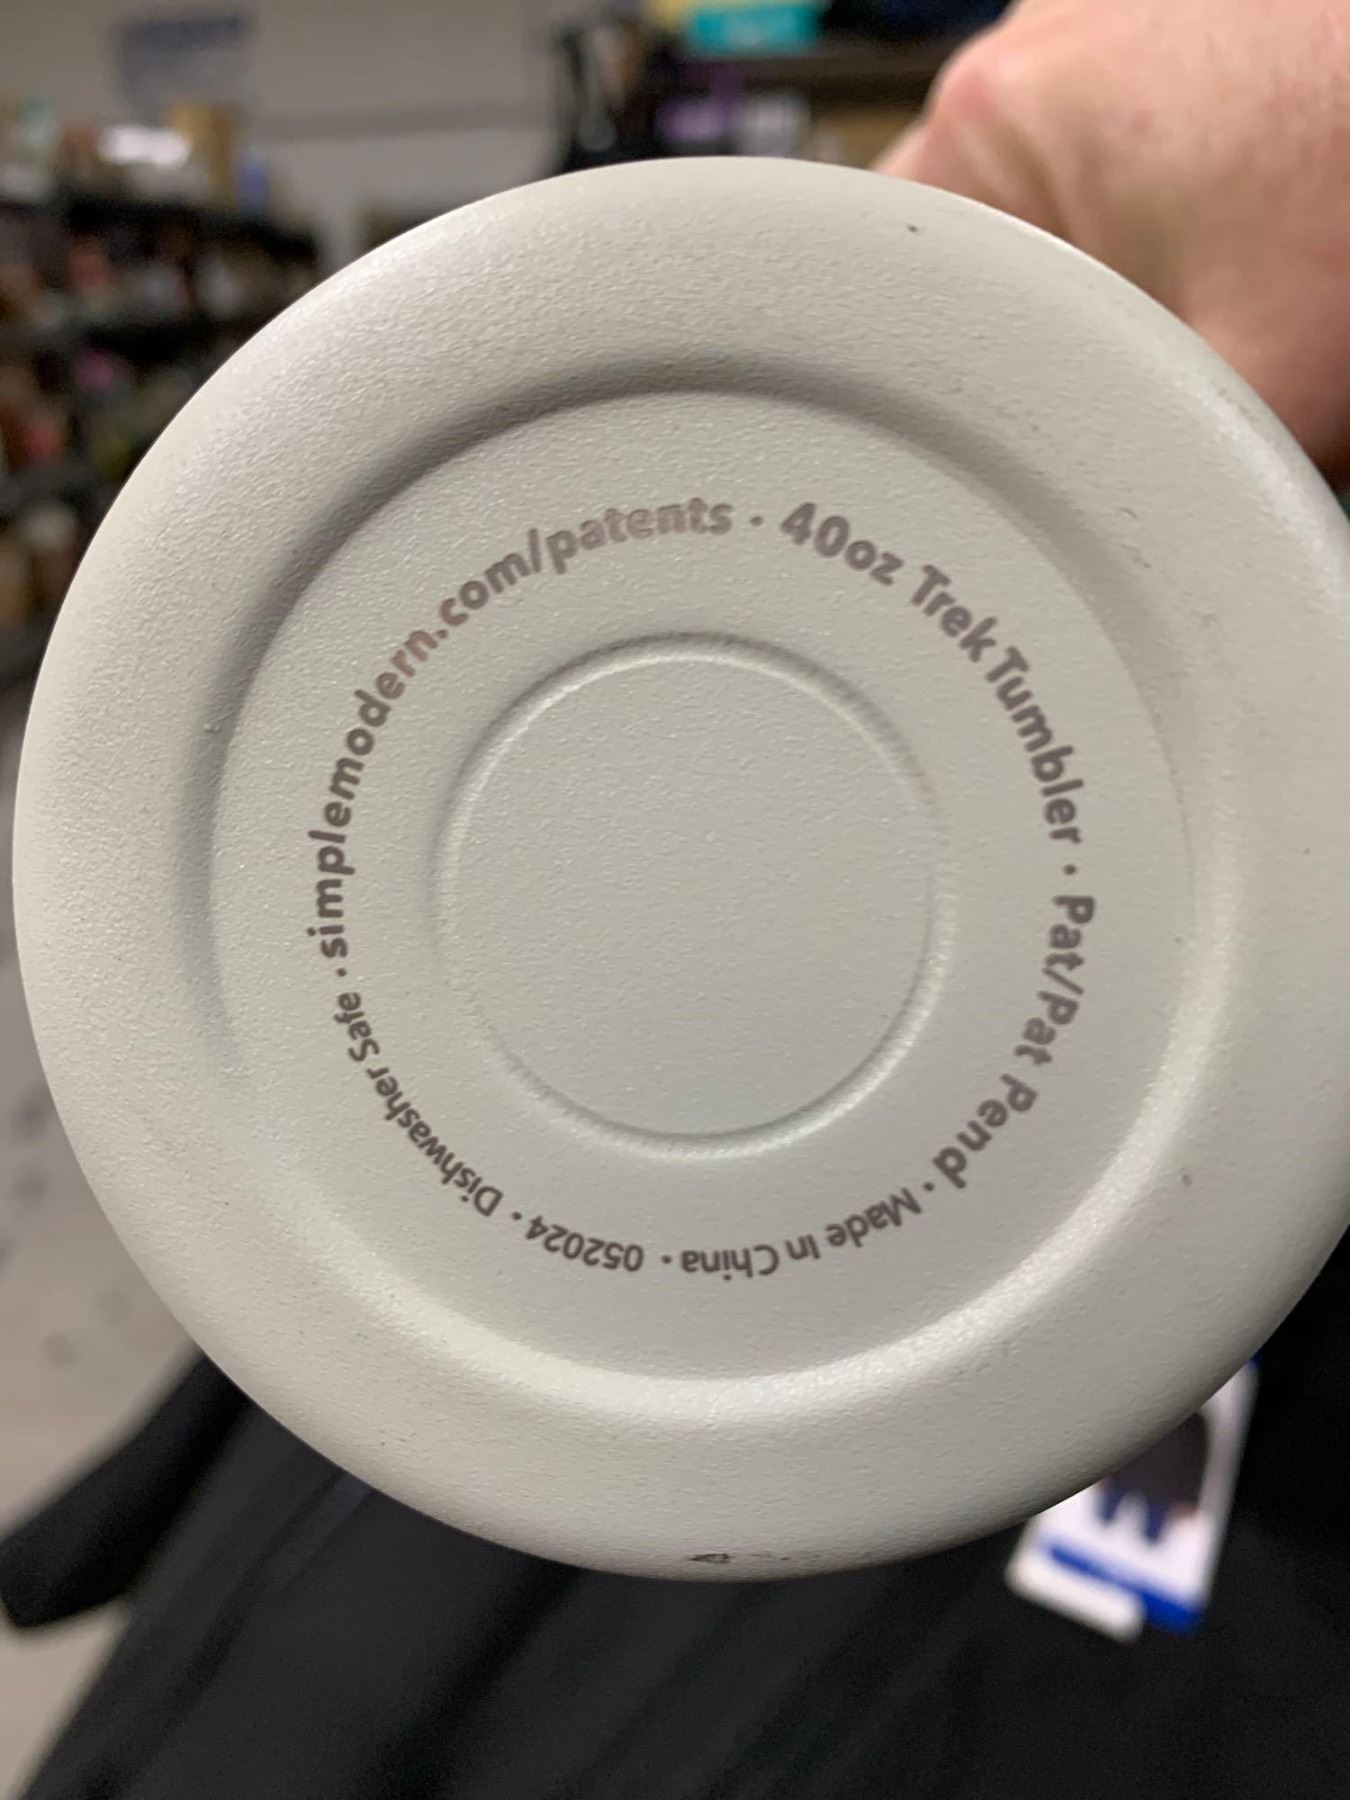 simplemodern.com/patents · 40oz Trek Tumbler · Pat/Pat Pend · Made In China · 052024 · Dishwasher Safe ·